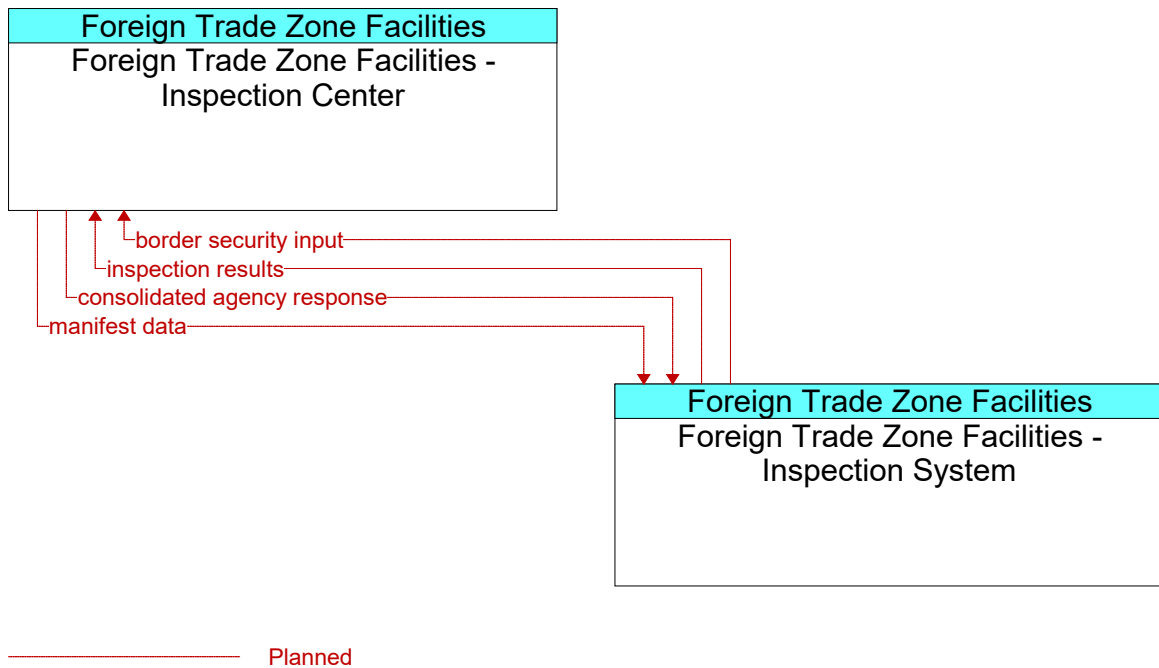 Foreign Trade Zone Facilities
Foreign Trade Zone Facilities -
Inspection Center
border security input
inspection results
consolidated agency response
manifest data
Foreign Trade Zone Facilities
Foreign Trade Zone Facilities -
Inspection System
Planned